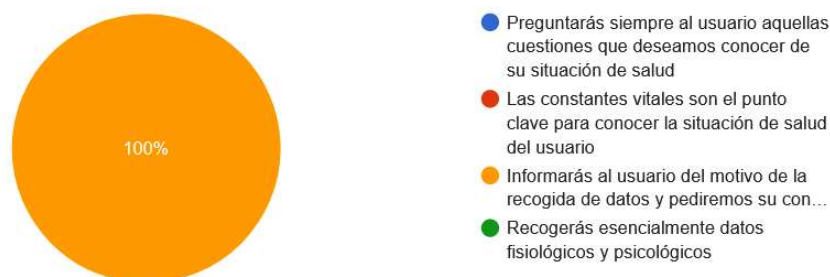 100%
Preguntarás siempre al usuario aquellas
cuestiones que deseamos conocer de
su situación de salud
Las constantes vitales son el punto
clave para conocer la situación de salud
del usuario
Informarás al usuario del motivo de la
recogida de datos y pediremos su con…
Recogerás esencialmente datos
fisiológicos y psicológicos